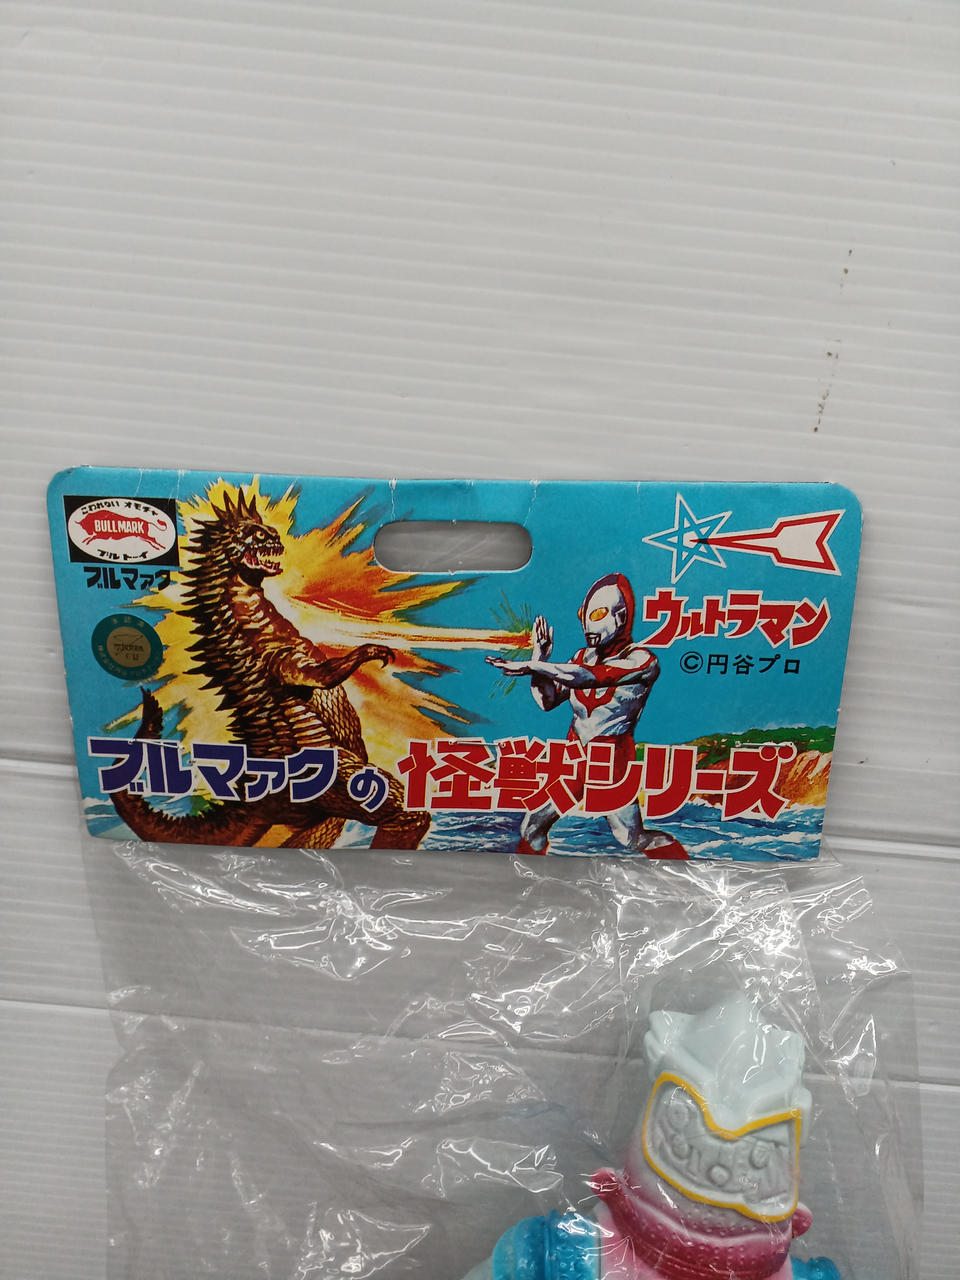 こわれない オモチャ
BULLMARK
ブルトーイ
ブルマァク
ウルトラマン
©円谷プロ
ブルマァクの怪獣シリーズ